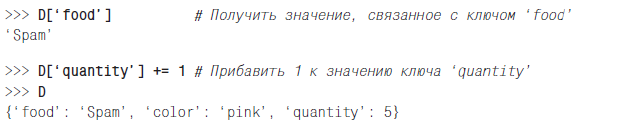 >>> D[‘food’]          # Получить значение, связанное с ключом ‘food’
‘Spam’
>>> D[‘quantity’] += 1 # Прибавить 1 к значению ключа ‘quantity’
>>> D
{‘food’: ‘Spam’, ‘color’: ‘pink’, ‘quantity’: 5}